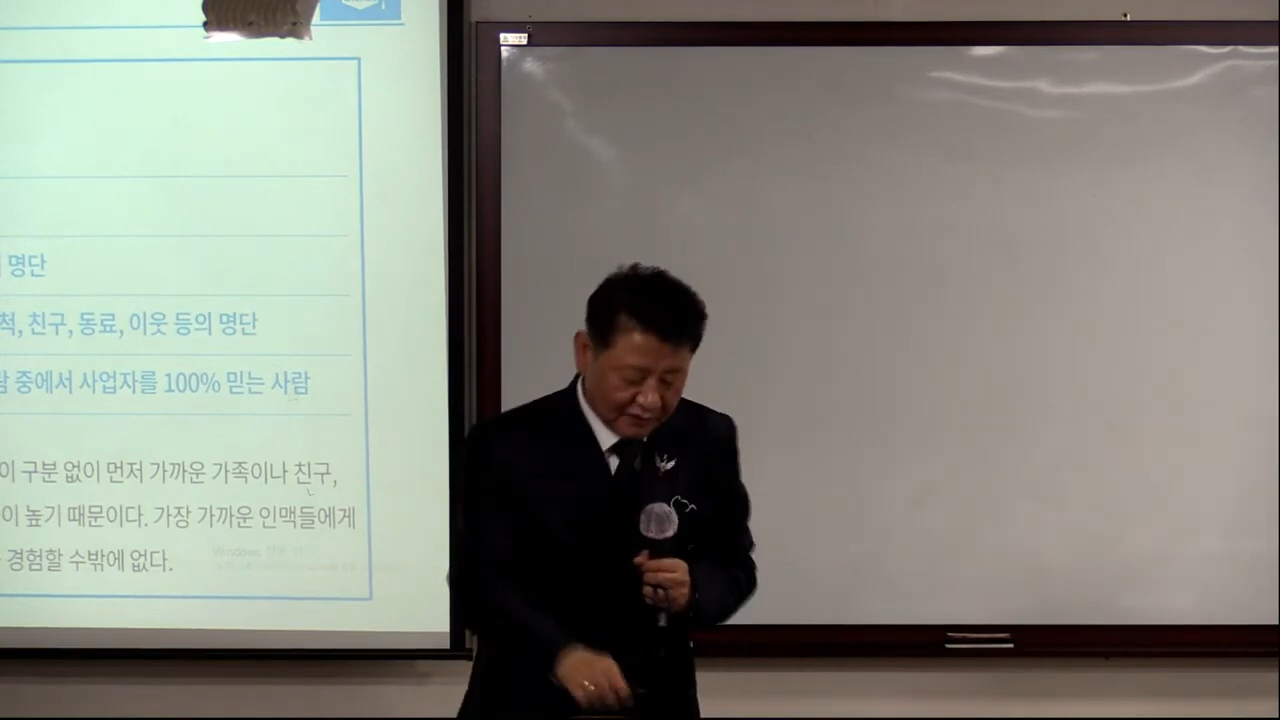 명단
척, 친구, 동료, 이웃 등의 명단
중에서 사업자를 100% 믿는 사람
이 구분 없이 먼저 가까운 가족이나 친구,
이 높기 때문이다. 가장 가까운 인맥들에게
경험할 수밖에 없다.
Windows